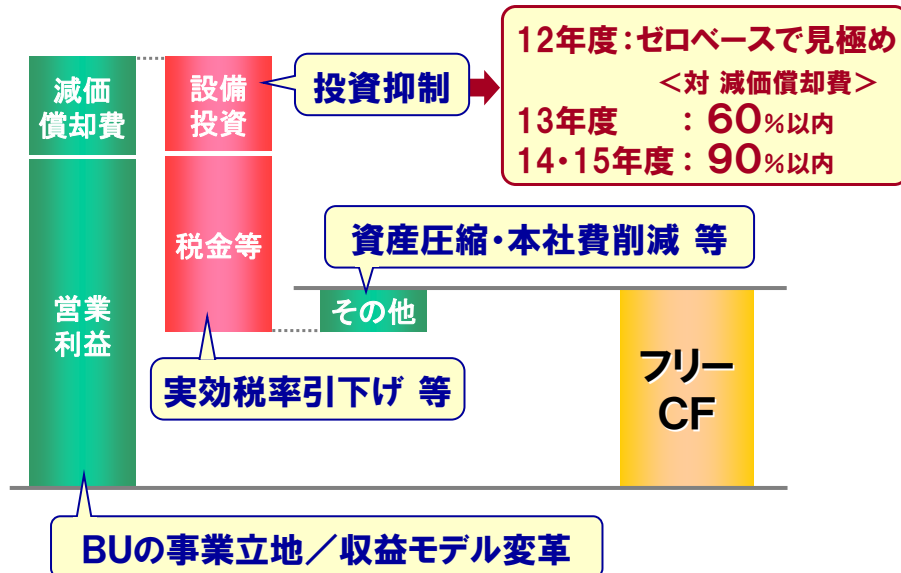 減価
償却費
営業
利益
設備
投資
税金等
投資抑制
12年度：ゼロベースで見極め
＜対 減価償却費＞
13年度　　：60%以内
14・15年度：90%以内
資産圧縮・本社費削減 等
その他
実効税率引下げ 等
フリー
CF
BUの事業立地／収益モデル変革